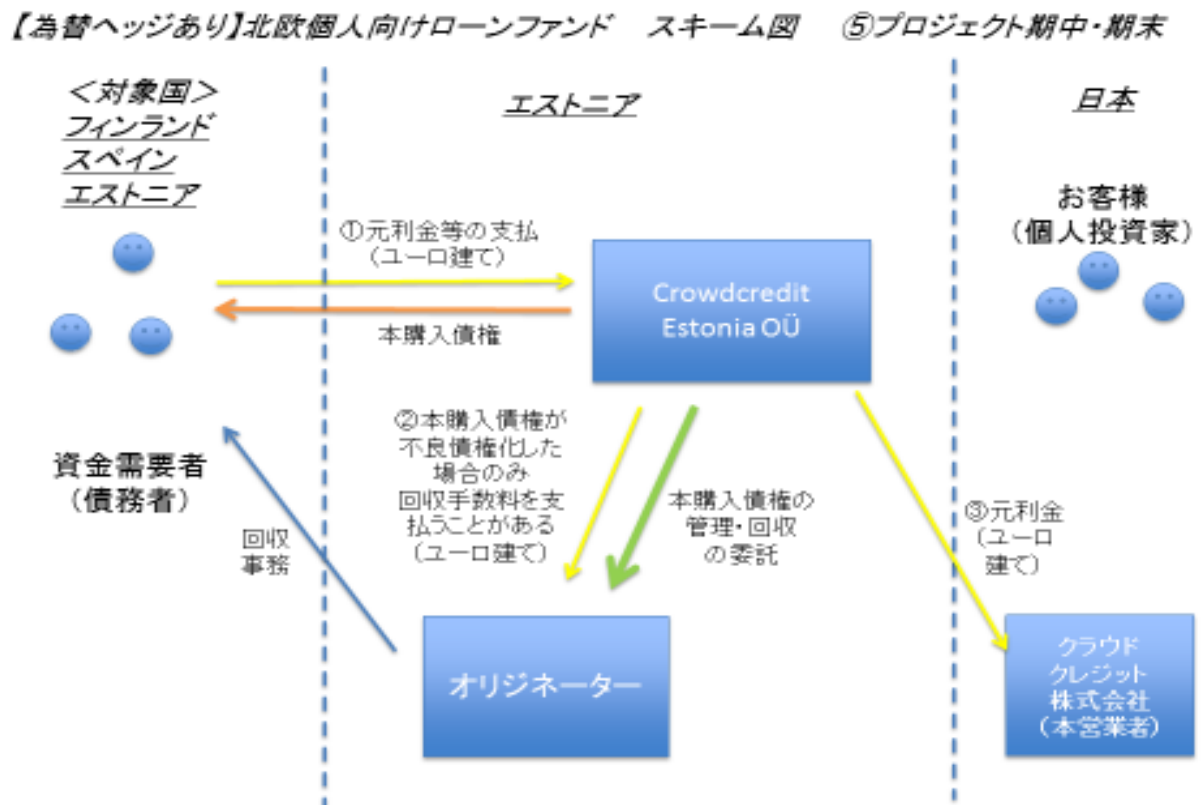 【為替ヘッジあり】北欧個人向けローンファンド　スキーム図　⑤プロジェクト期中・期末
＜対象国＞
フィンランド
スペイン
エストニア
エストニア
日本
お客様
（個人投資家）
①元利金等の支払
（ユーロ建て）
本購入債権
Crowdcredit
Estonia OÜ
資金需要者
（債務者）
回収
事務
②本購入債権が
不良債権化した
場合のみ
回収手数料を支
払うことがある
（ユーロ建て）
本購入債権の
管理・回収
の委託
③元利金
（ユーロ
建て）
オリジネーター
クラウド
クレジット
株式会社
（本営業者）